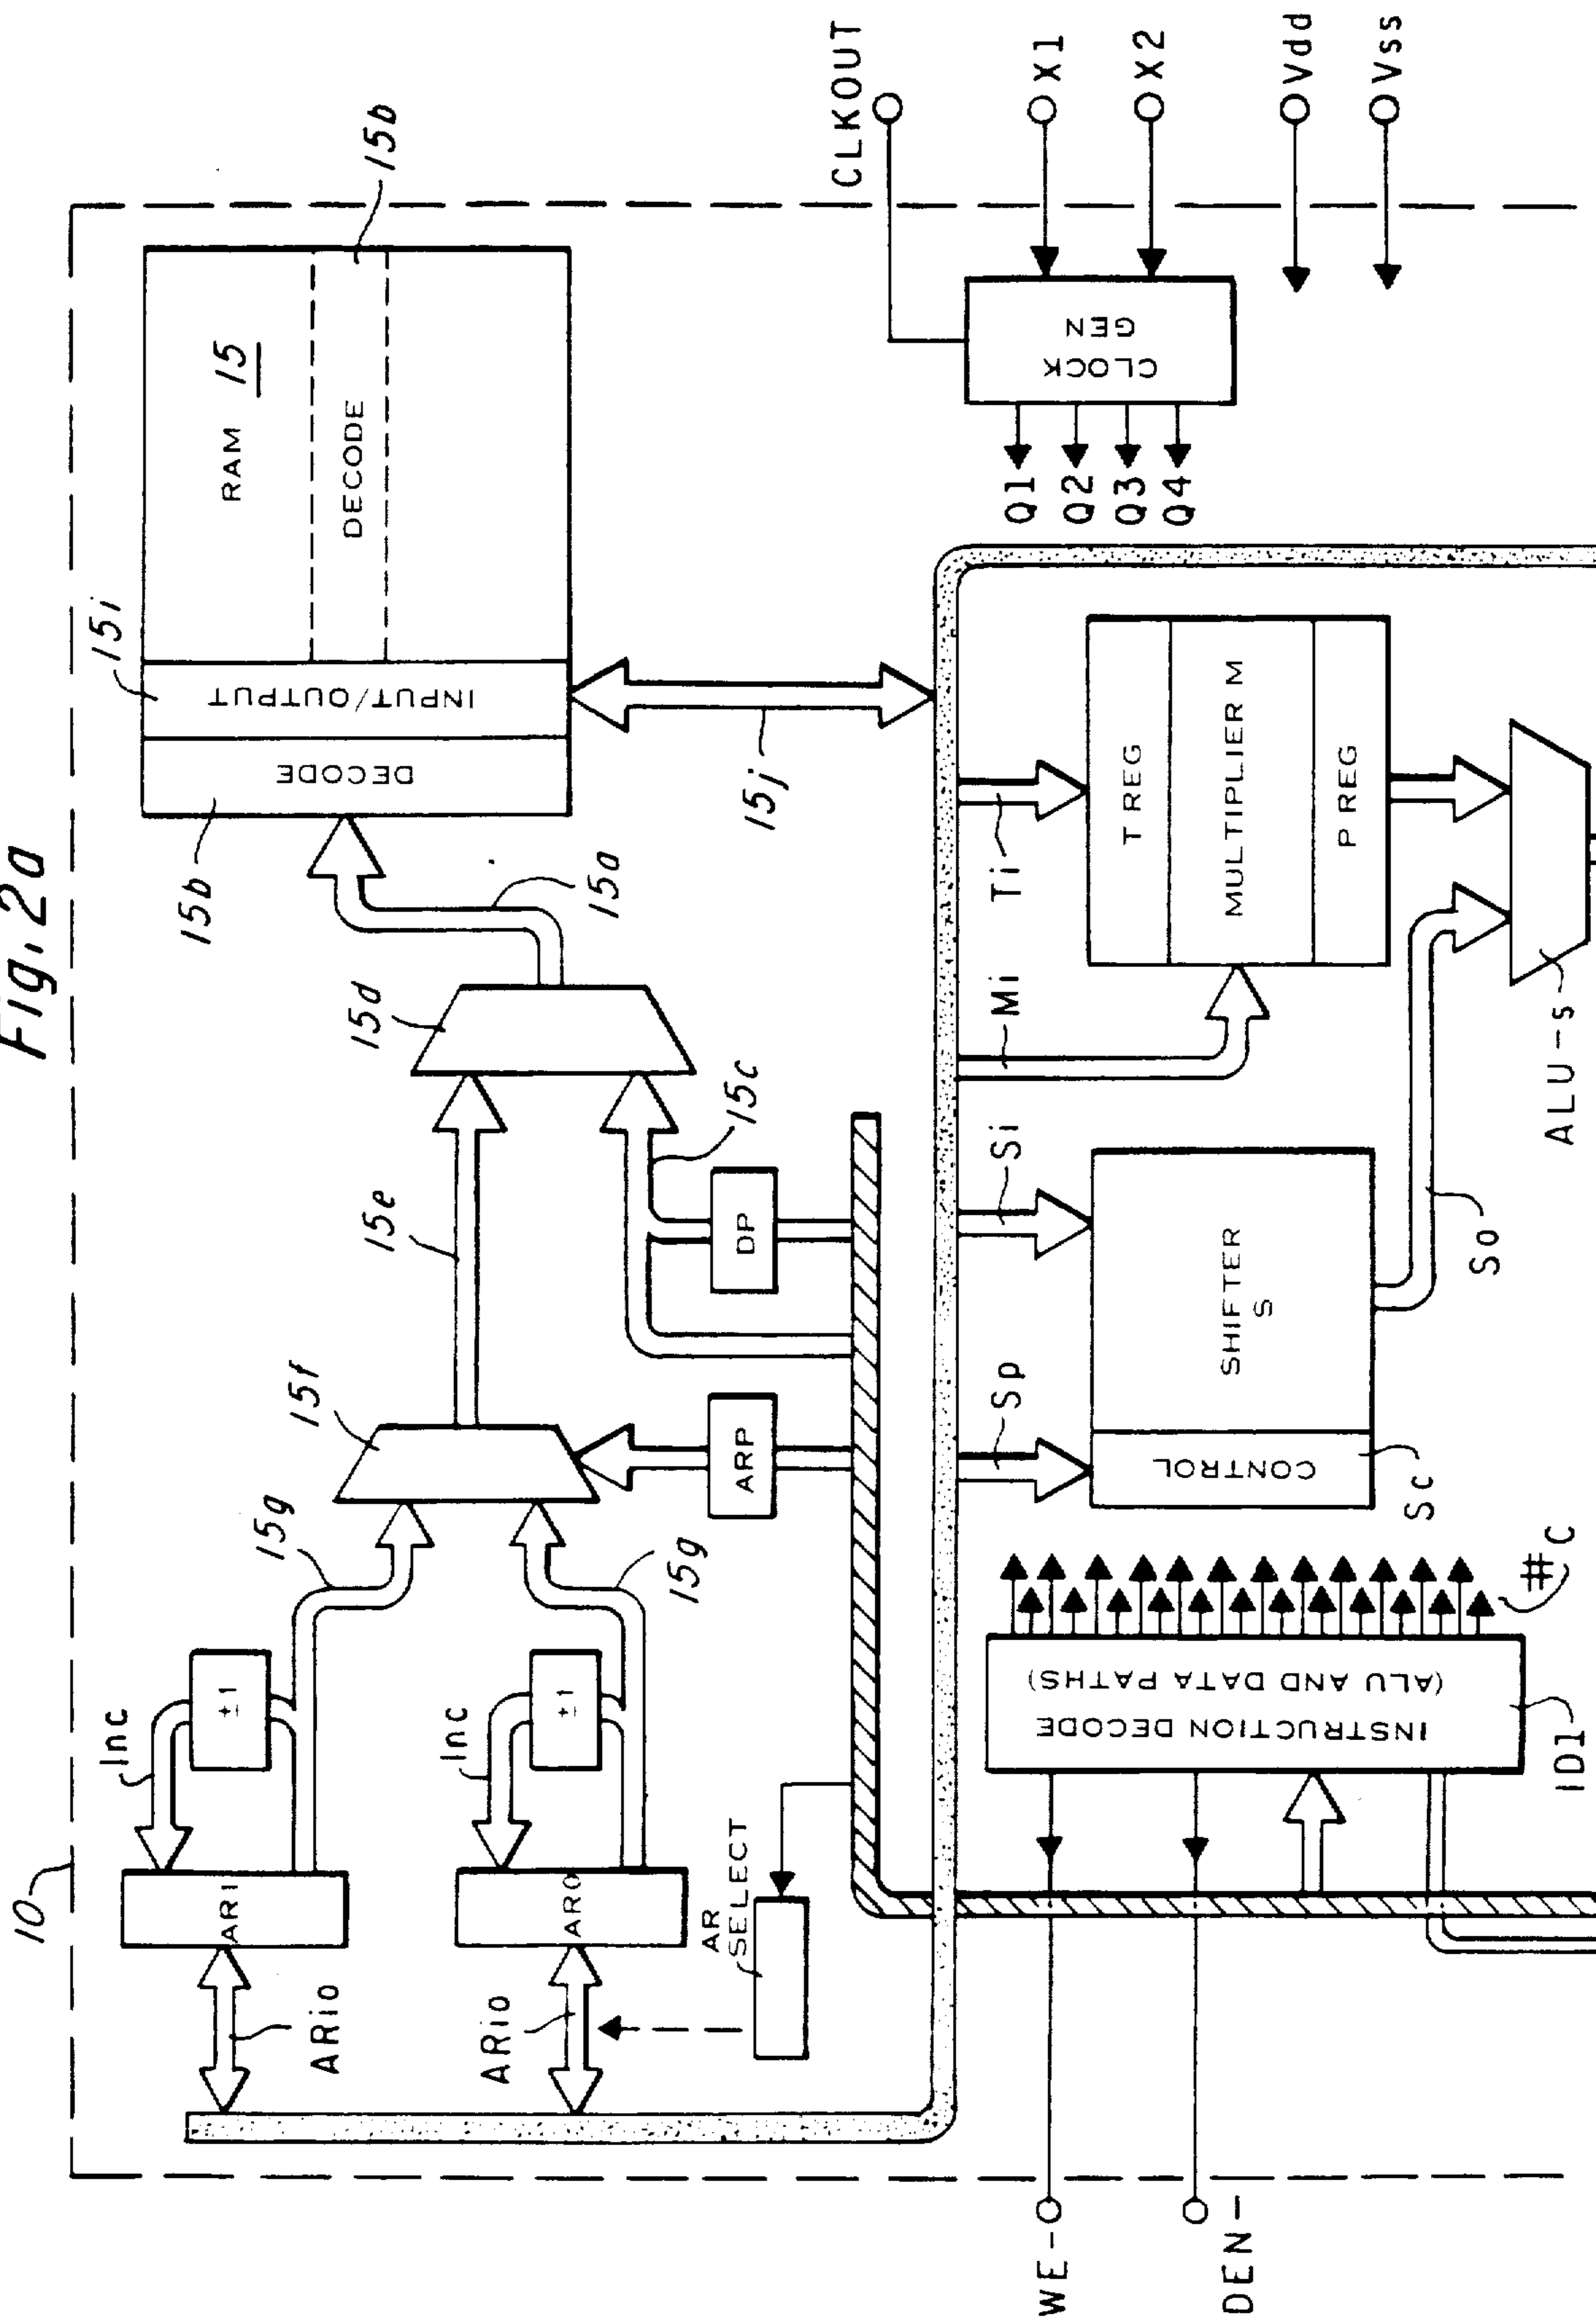 Fig. 2a
10
Inc
±1
AR1
ARio
15g
Inc
±1
AR0
ARio
15g
AR
SELECT
15f
ARP
15e
DP
15c
15d
15a
15b
DECODE
15i
INPUT/OUTPUT
RAM 15
DECODE
15b
15j
CLKOUT
X1
X2
Vdd
Vss
CLOCK
GEN
Q1
Q2
Q3
Q4
Sp
Si
Mi
Ti
CONTROL
SHIFTER
S
Sc
So
T REG
MULTIPLIER M
P REG
ALU-s
INSTRUCTION DECODE
(ALU AND DATA PATHS)
ID1
#C
WE-
DEN-